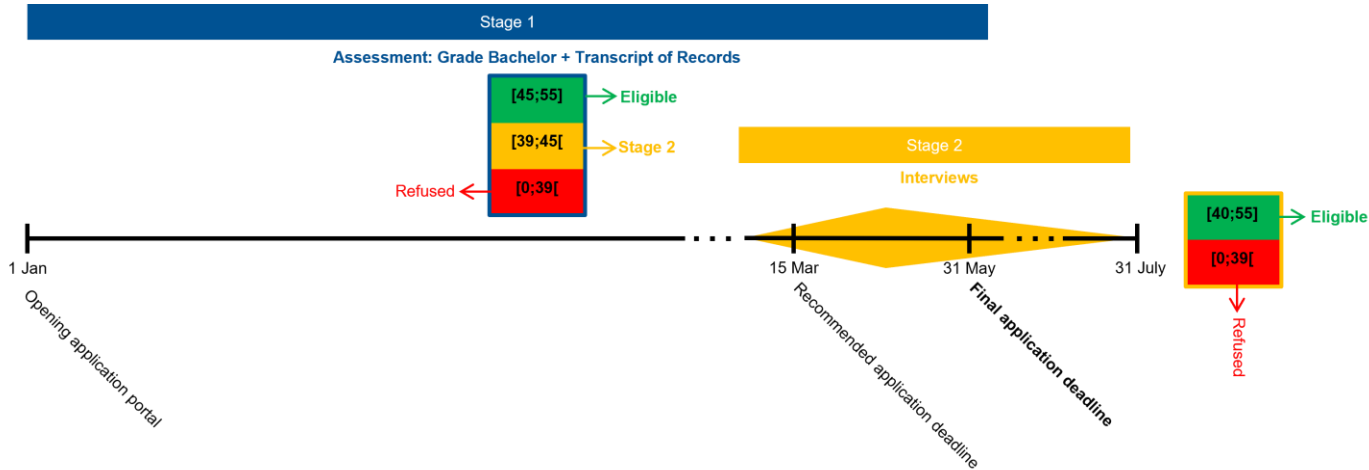 Stage 1
Assessment: Grade Bachelor + Transcript of Records
[45;55]
Eligible
[39;45[
Stage 2
Refused
[0;39[
Stage 2
Interviews
[40;55]
Eligible
[0;39[
Refused
1 Jan
15 Mar
31 May
31 July
Opening application portal
Recommended application deadline
Final application deadline